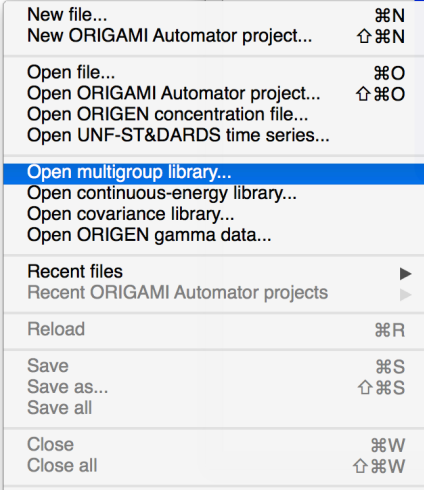 New file... ⌘N
New ORIGAMI Automator project... ⇧⌘N
Open file... ⌘O
Open ORIGAMI Automator project... ⇧⌘O
Open ORIGEN concentration file...
Open UNF-ST&DARDS time series...
Open multigroup library...
Open continuous-energy library...
Open covariance library...
Open ORIGEN gamma data...
Recent files ▶
Recent ORIGAMI Automator projects ▶
Reload ⌘R
Save ⌘S
Save as... ⇧⌘S
Save all
Close ⌘W
Close all ⇧⌘W